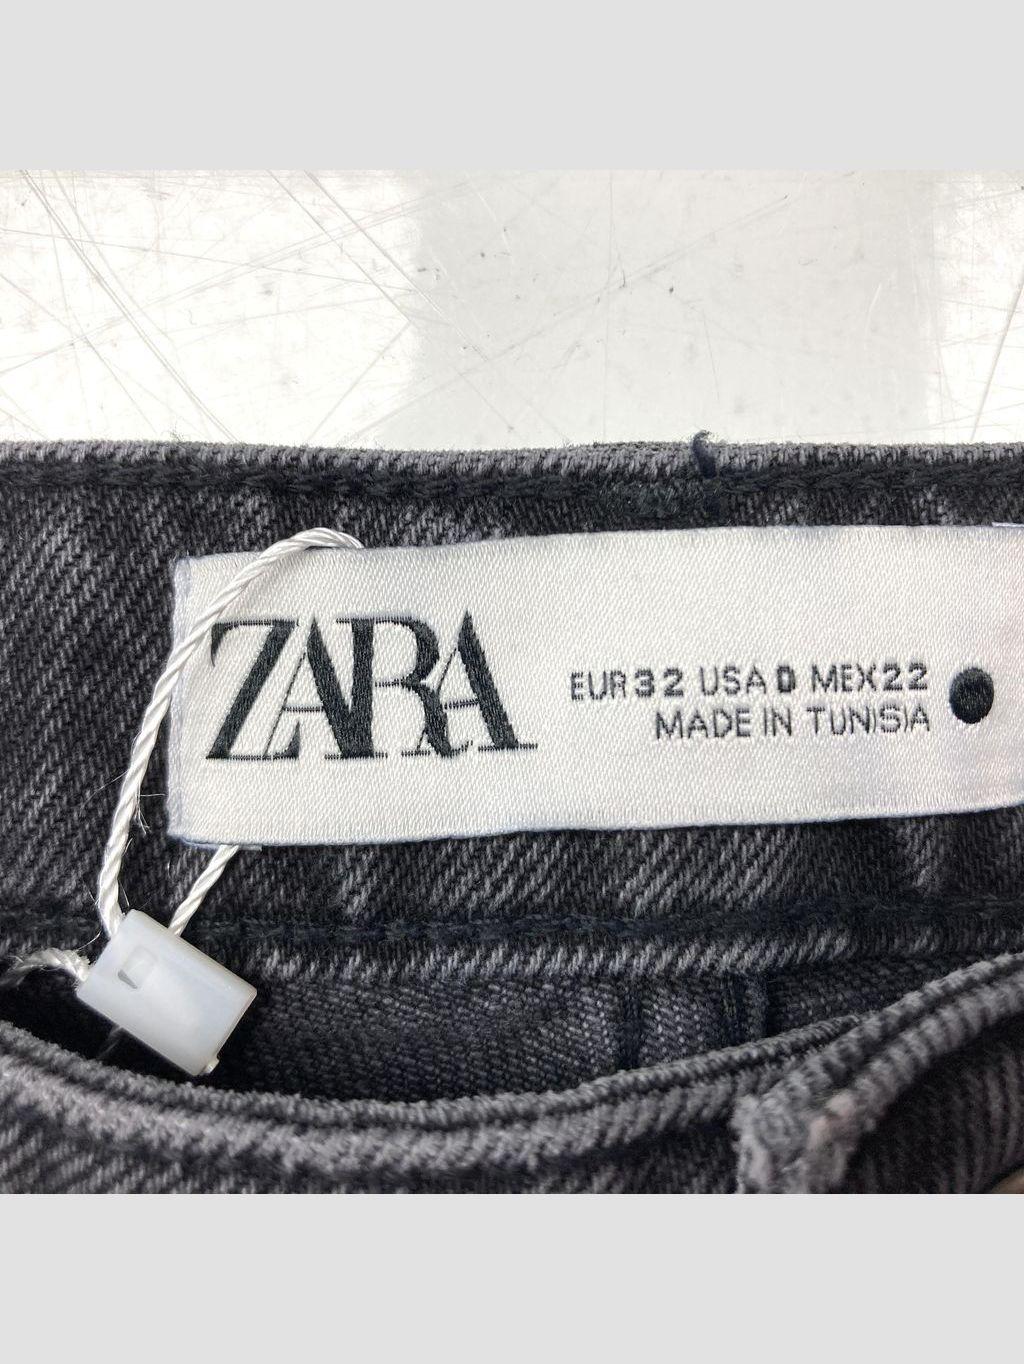 ZARA
EUR 32 USA 0 MEX 22
MADE IN TUNISIA